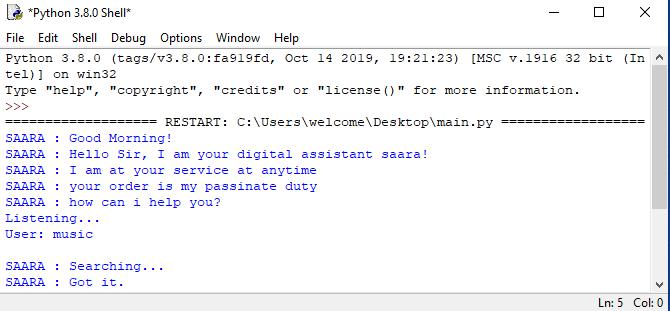 *Python 3.8.0 Shell*
File Edit Shell Debug Options Window Help
Python 3.8.0 (tags/v3.8.0:fa919fd, Oct 14 2019, 19:21:23) [MSC v.1916 32 bit (In
tel)] on win32
Type "help", "copyright", "credits" or "license()" for more information.
>>>
=================== RESTART: C:\Users\welcome\Desktop\main.py ==================
SAARA : Good Morning!
SAARA : Hello Sir, I am your digital assistant saara!
SAARA : I am at your service at anytime
SAARA : your order is my passinate duty
SAARA : how can i help you?
Listening...
User: music
SAARA : Searching...
SAARA : Got it.
Ln: 5 Col: 0